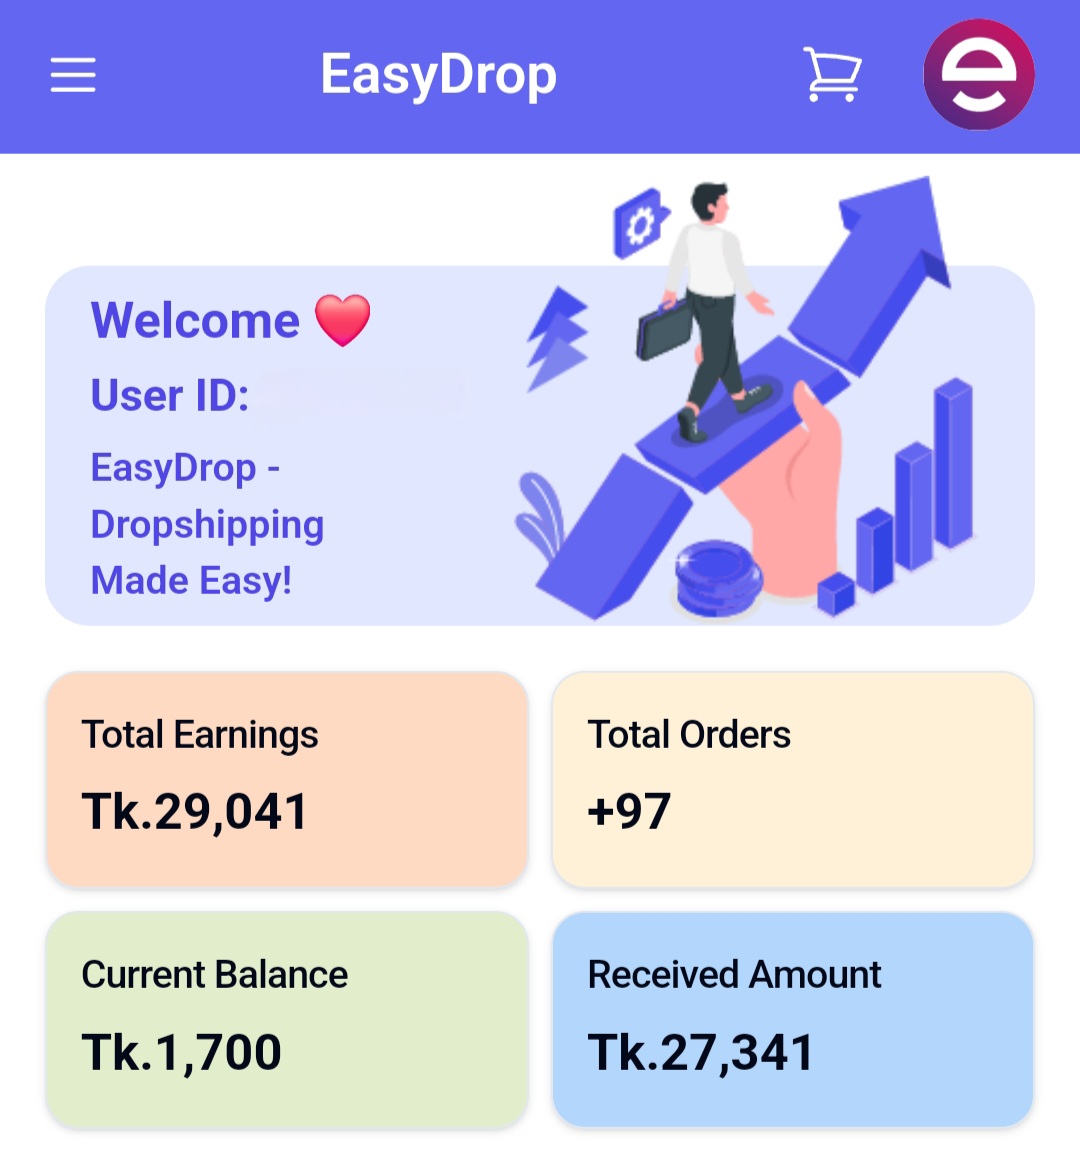 EasyDrop
Welcome ❤️
User ID:
EasyDrop -
Dropshipping
Made Easy!
Total Earnings
Tk.29,041
Total Orders
+97
Current Balance
Tk.1,700
Received Amount
Tk.27,341